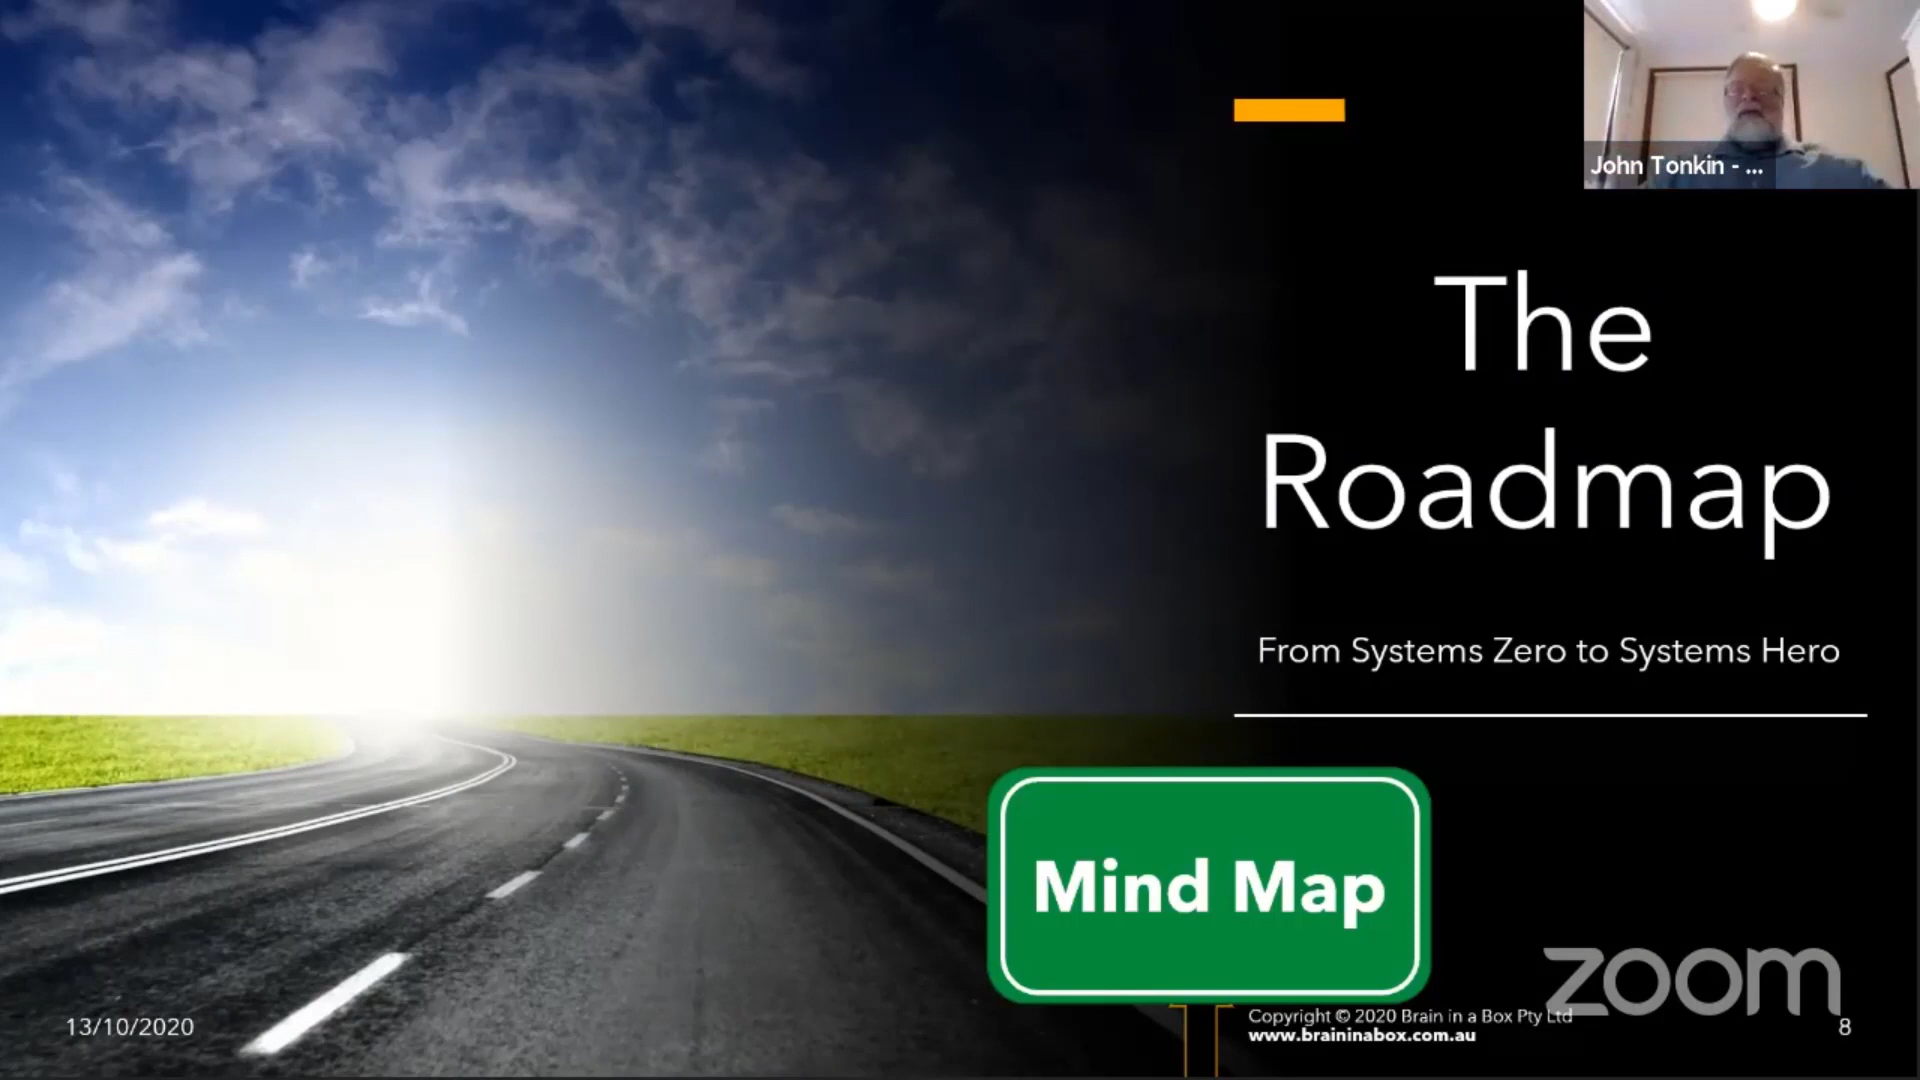 John Tonkin - ...
The
Roadmap
From Systems Zero to Systems Hero
Mind Map
zoom
13/10/2020
Copyright © 2020 Brain in a Box Pty Ltd
www.braininabox.com.au
8